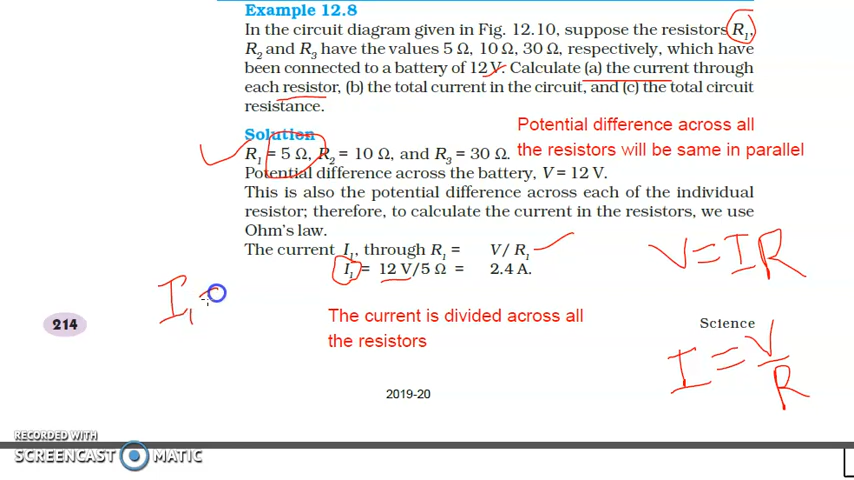 Example 12.8
In the circuit diagram given in Fig. 12.10, suppose the resistors R₁,
R₂ and R₃ have the values 5 Ω, 10 Ω, 30 Ω, respectively, which have
been connected to a battery of 12 V. Calculate (a) the current through
each resistor, (b) the total current in the circuit, and (c) the total circuit
resistance.
Solution
R₁ = 5 Ω, R₂ = 10 Ω, and R₃ = 30 Ω.
Potential difference across the battery, V = 12 V.
This is also the potential difference across each of the individual
resistor; therefore, to calculate the current in the resistors, we use
Ohm's law.
The current I₁, through R₁ = V/ R₁
I₁ = 12 V/5 Ω = 2.4 A.
Potential difference across all
the resistors will be same in parallel
V = IR
I₁
The current is divided across all
the resistors
214
Science
I = V/R
2019-20
RECORDED WITH
SCREENCAST MATIC